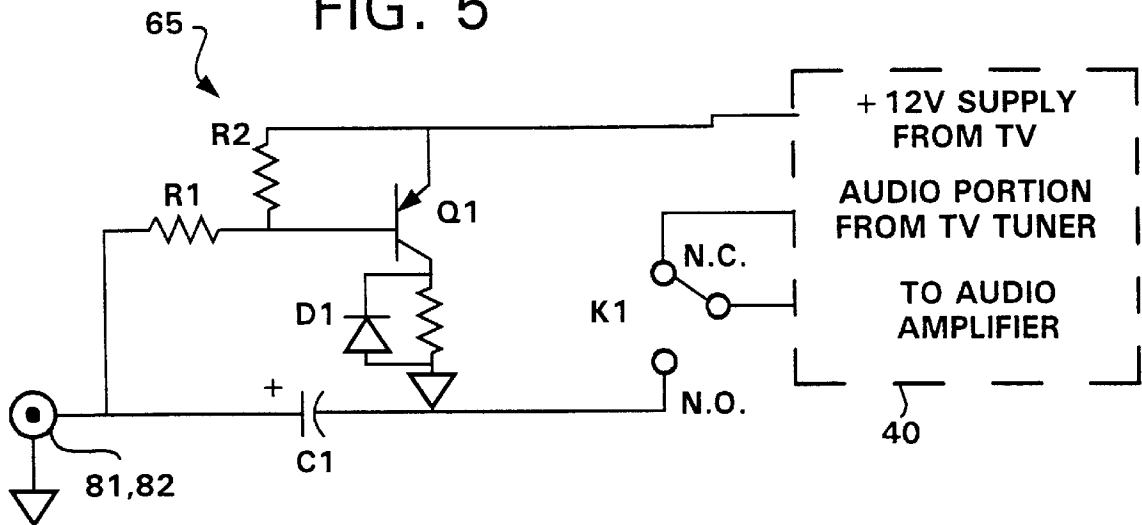 FIG. 5
65
R2
R1
Q1
D1
K1
N.C.
N.O.
+
C1
81,82
+ 12V SUPPLY
FROM TV
AUDIO PORTION
FROM TV TUNER
TO AUDIO
AMPLIFIER
40